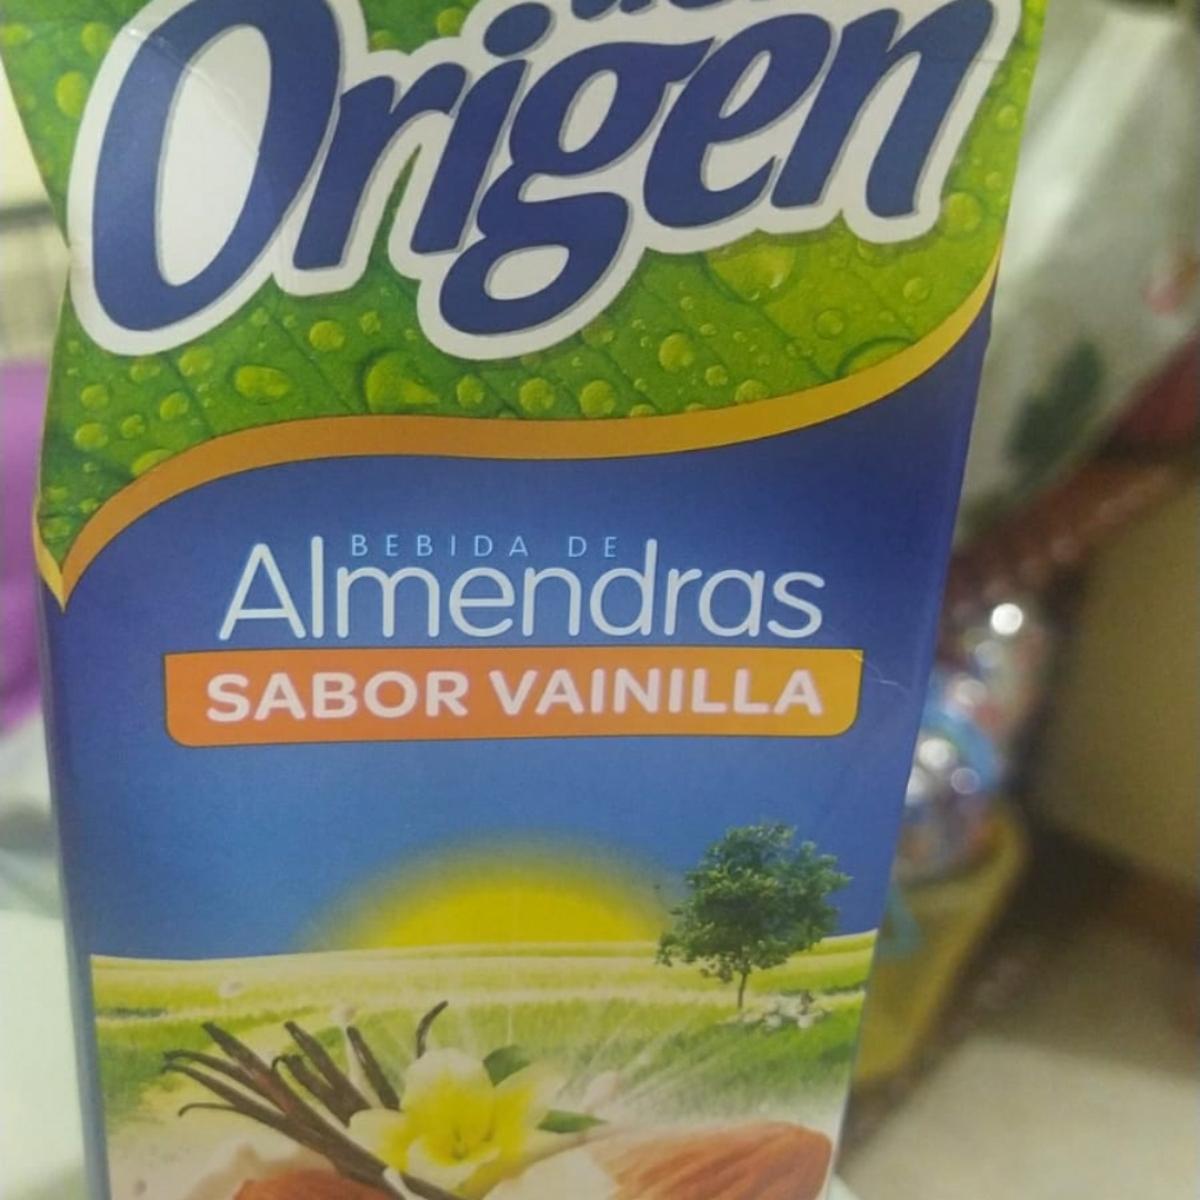 Origen
BEBIDA DE
Almendras
SABOR VAINILLA